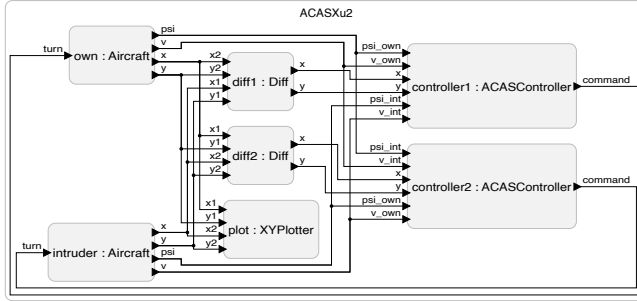 ACASXu2
turn
own : Aircraft
psi
v
x
y
x2
y2
x1
y1
diff1 : Diff
x
y
psi_own
v_own
x
y
psi_int
v_int
controller1 : ACASController
command
x1
y1
x2
y2
diff2 : Diff
x
y
psi_int
v_int
x
y
psi_own
v_own
controller2 : ACASController
command
x1
y1
x2
y2
plot : XYPlotter
turn
intruder : Aircraft
x
y
psi
v